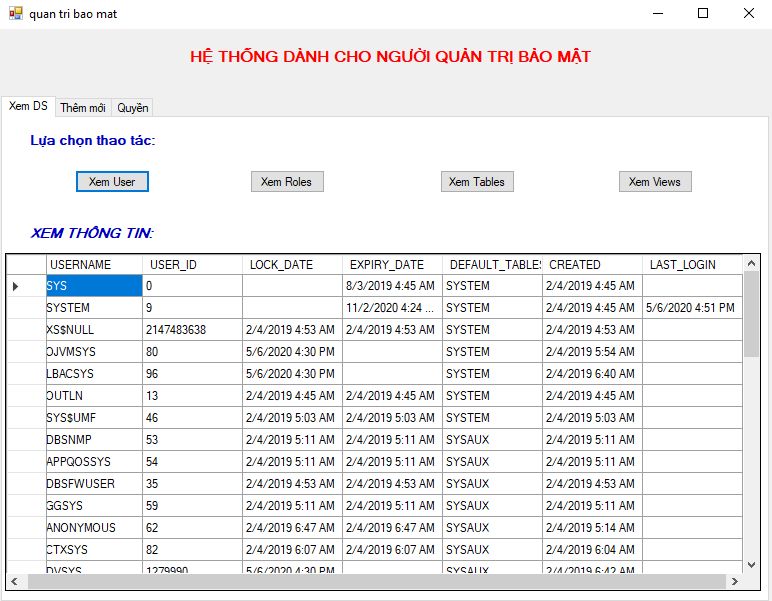 quan tri bao mat
HỆ THỐNG DÀNH CHO NGƯỜI QUẢN TRỊ BẢO MẬT
Xem DS Thêm mới Quyền
Lựa chọn thao tác:
Xem User Xem Roles Xem Tables Xem Views
XEM THÔNG TIN:
USERNAME USER_ID LOCK_DATE EXPIRY_DATE DEFAULT_TABLES CREATED LAST_LOGIN
SYS 0 8/3/2019 4:45 AM SYSTEM 2/4/2019 4:45 AM
SYSTEM 9 11/2/2020 4:24 ... SYSTEM 2/4/2019 4:45 AM 5/6/2020 4:51 PM
XS$NULL 2147483638 2/4/2019 4:53 AM 2/4/2019 4:53 AM SYSTEM 2/4/2019 4:53 AM
OJVMSYS 80 5/6/2020 4:30 PM SYSTEM 2/4/2019 5:54 AM
LBACSYS 96 5/6/2020 4:30 PM SYSTEM 2/4/2019 6:40 AM
OUTLN 13 2/4/2019 4:45 AM 2/4/2019 4:45 AM SYSTEM 2/4/2019 4:45 AM
SYS$UMF 46 2/4/2019 5:03 AM 2/4/2019 5:03 AM SYSTEM 2/4/2019 5:03 AM
DBSNMP 53 2/4/2019 5:11 AM 2/4/2019 5:11 AM SYSAUX 2/4/2019 5:11 AM
APPQOSSYS 54 2/4/2019 5:11 AM 2/4/2019 5:11 AM SYSAUX 2/4/2019 5:11 AM
DBSFWUSER 35 2/4/2019 4:53 AM 2/4/2019 4:53 AM SYSAUX 2/4/2019 4:53 AM
GGSYS 59 2/4/2019 5:11 AM 2/4/2019 5:11 AM SYSAUX 2/4/2019 5:11 AM
ANONYMOUS 62 2/4/2019 6:47 AM 2/4/2019 6:47 AM SYSAUX 2/4/2019 5:14 AM
CTXSYS 82 2/4/2019 6:07 AM 2/4/2019 6:07 AM SYSAUX 2/4/2019 6:04 AM
DVSYS 1279990 5/6/2020 4:30 PM SYSAUX 2/4/2019 6:42 AM